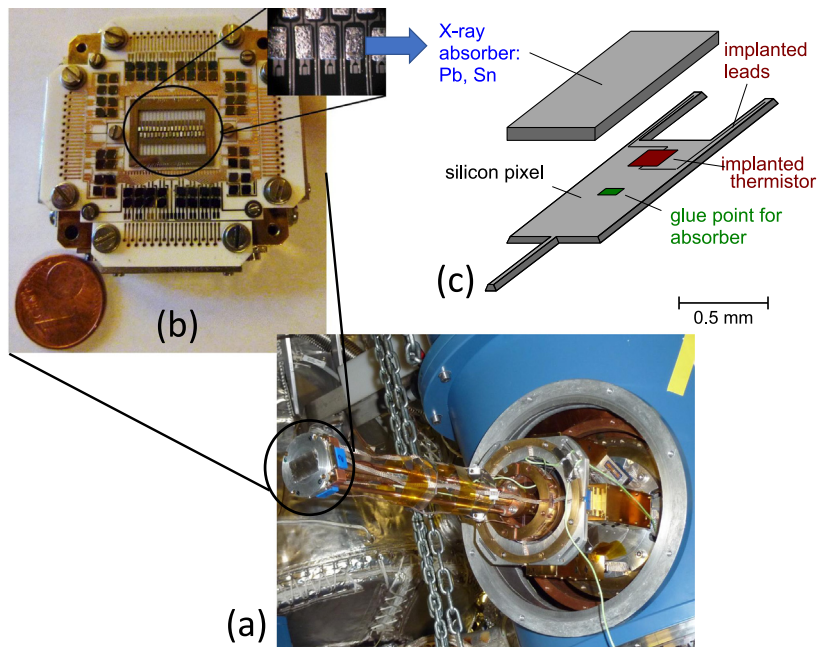 X-ray
absorber:
Pb, Sn
implanted
leads
silicon pixel
implanted
thermistor
glue point for
absorber
(c)
(b)
0.5 mm
(a)